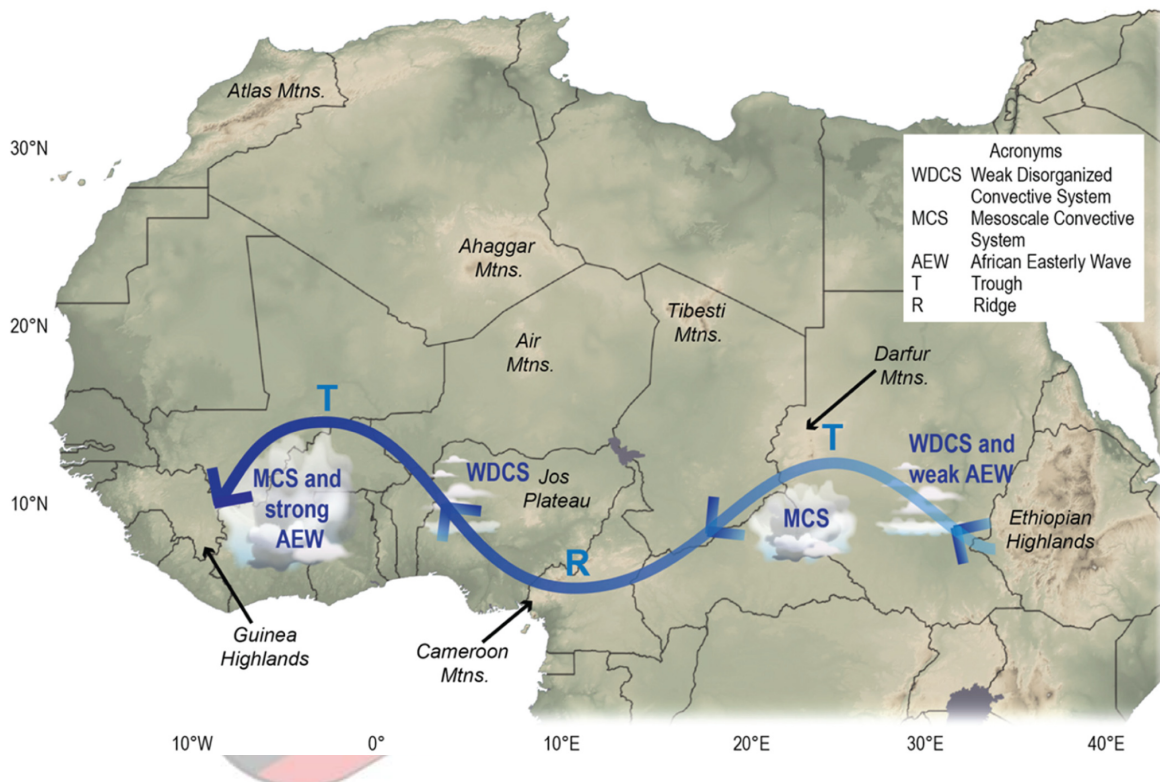 Atlas Mtns.
30°N
Acronyms
WDCS Weak Disorganized
Convective System
MCS Mesoscale Convective
System
AEW African Easterly Wave
T Trough
R Ridge
Ahaggar
Mtns.
20°N
Tibesti
Mtns.
Air
Mtns.
Darfur
Mtns.
T
T
WDCS and
weak AEW
WDCS
Jos
Plateau
MCS and
strong
AEW
10°N
MCS
Ethiopian
Highlands
R
Guinea
Highlands
Cameroon
Mtns.
10°W 0° 10°E 20°E 30°E 40°E